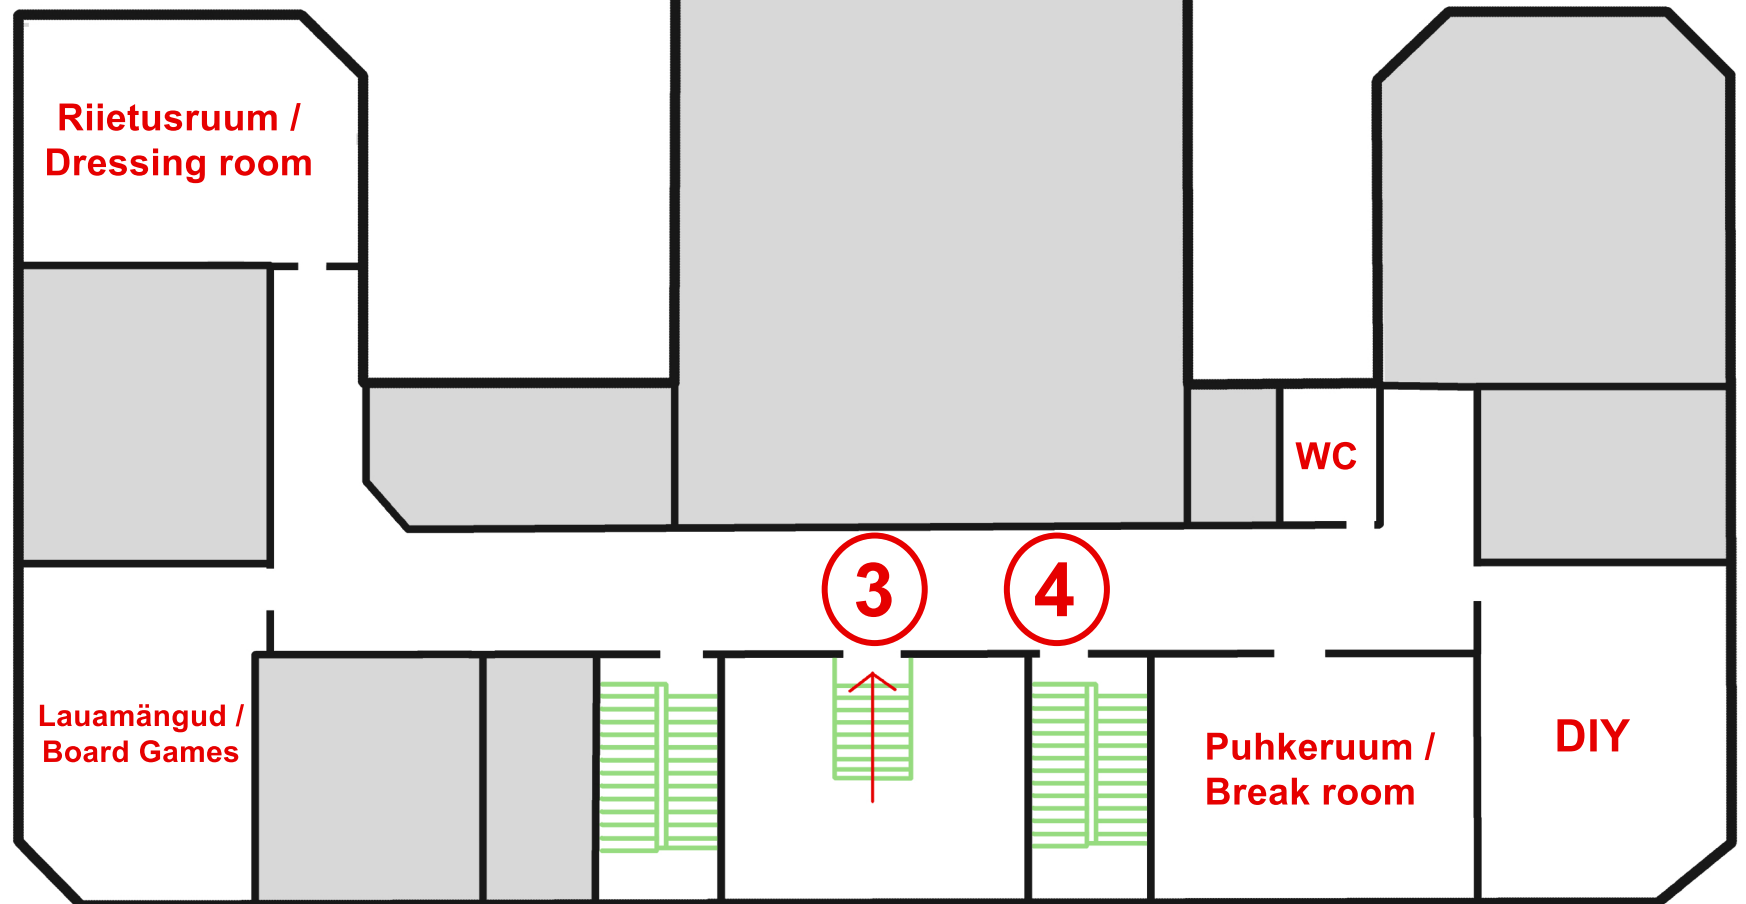 Riietusruum /
Dressing room
WC
3
4
Lauamängud /
Board Games
Puhkeruum /
Break room
DIY